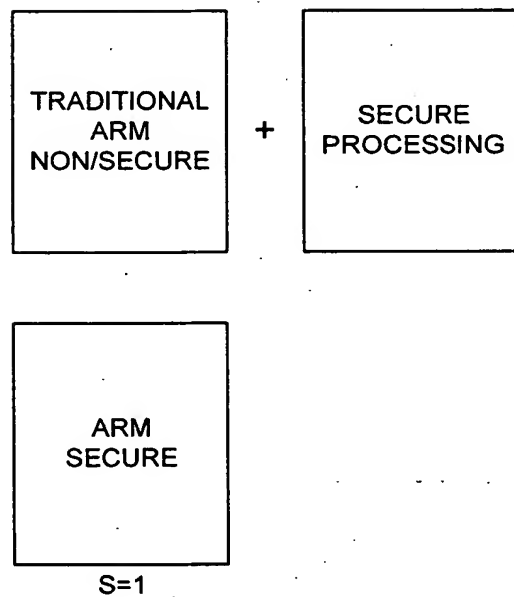 TRADITIONAL
ARM
NON/SECURE
+
SECURE
PROCESSING
ARM
SECURE
S=1